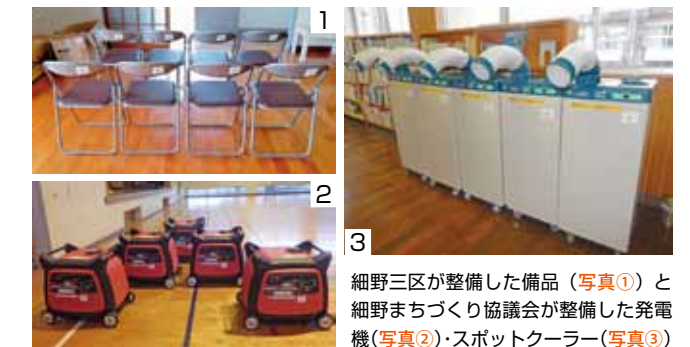 1
2
3
細野三区が整備した備品（写真①）と
細野まちづくり協議会が整備した発電
機（写真②）・スポットクーラー（写真③）